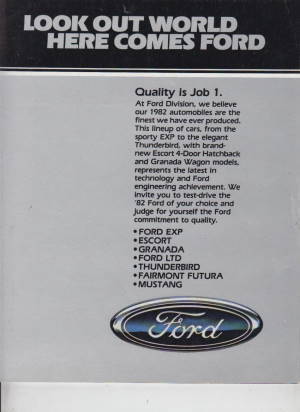 LOOK OUT WORLD
HERE COMES FORD
Quality is Job 1.
At Ford Division, we believe
our 1982 automobiles are the
finest we have ever produced.
This lineup of cars, from the
sporty EXP to the elegant
Thunderbird, with brand-
new Escort 4-Door Hatchback
and Granada Wagon models,
represents the latest in
technology and Ford
engineering achievement. We
invite you to test-drive the
'82 Ford of your choice and
judge for yourself the Ford
commitment to quality.
• FORD EXP
• ESCORT
• GRANADA
• FORD LTD
• THUNDERBIRD
• FAIRMONT FUTURA
• MUSTANG
Ford